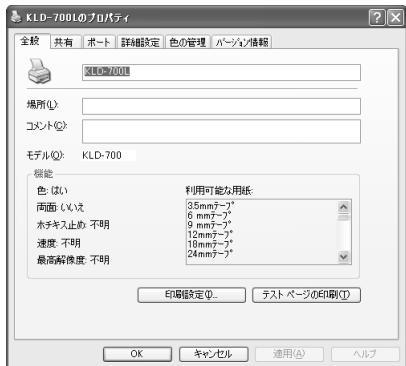 KLD-700Lのプロパティ
全般 共有 ポート 詳細設定 色の管理 バージョン情報
KLD-700L
場所(L):
コメント(C):
モデル(O): KLD-700
機能
色: はい
両面: いいえ
ホチキス止め: 不明
速度: 不明
最高解像度: 不明
利用可能な用紙:
3.5mmテープ
6 mmテープ
9 mmテープ
12mmテープ
18mmテープ
24mmテープ
印刷設定(I)... テスト ページの印刷(T)
OK キャンセル 適用(A) ヘルプ